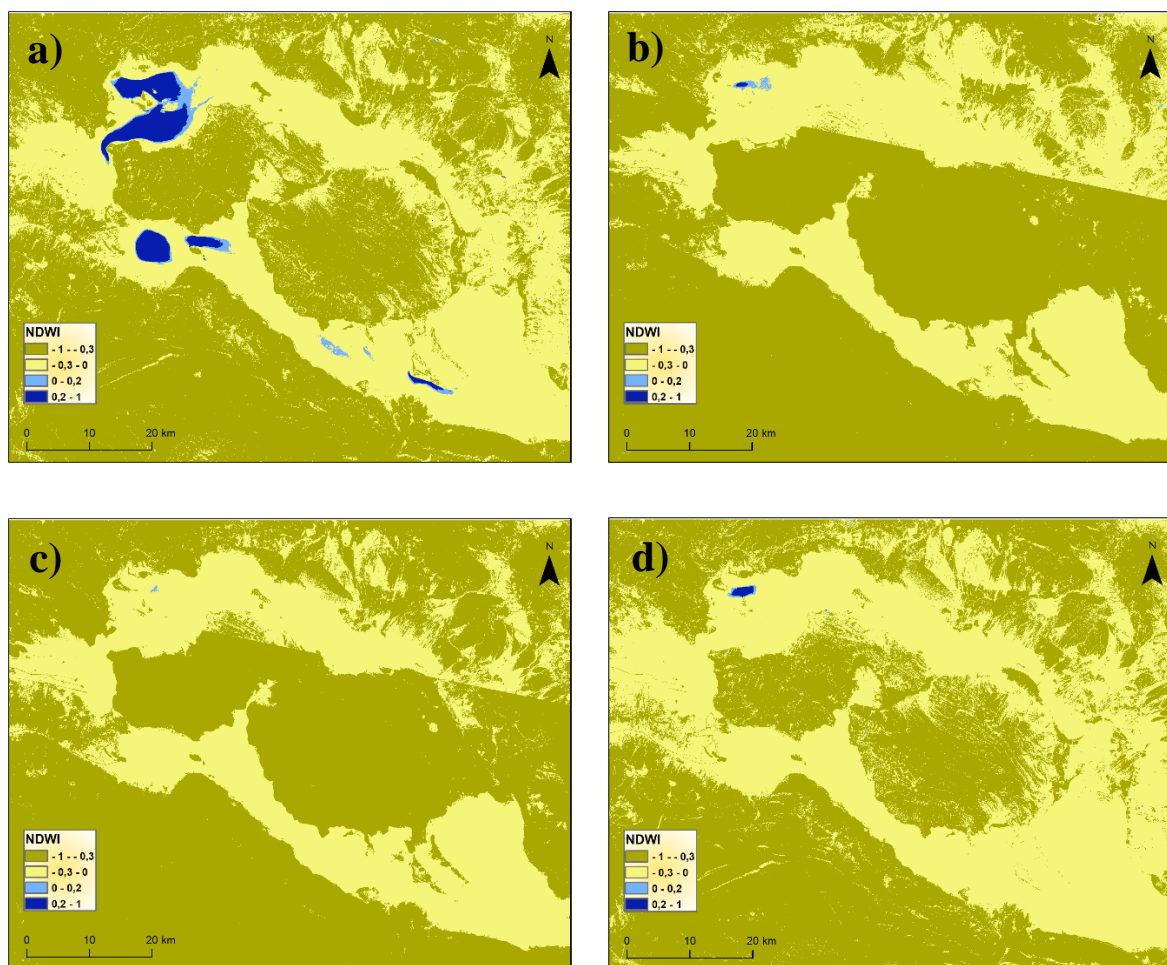 a)
N
NDWI
- 1 - - 0,3
- 0,3 - 0
0 - 0,2
0,2 - 1
0 10 20 km
b)
N
NDWI
- 1 - - 0,3
- 0,3 - 0
0 - 0,2
0,2 - 1
0 10 20 km
c)
N
NDWI
- 1 - - 0,3
- 0,3 - 0
0 - 0,2
0,2 - 1
0 10 20 km
d)
N
NDWI
- 1 - - 0,3
- 0,3 - 0
0 - 0,2
0,2 - 1
0 10 20 km